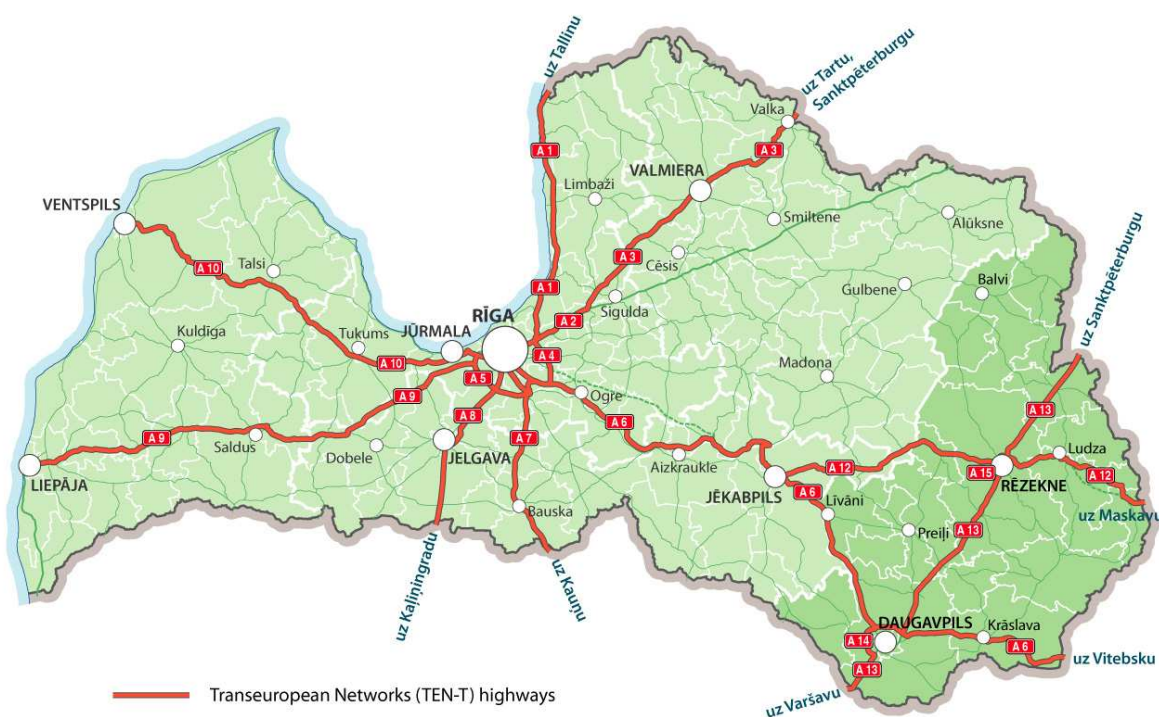 uz Tallinu
uz Tartu,
Sanktpēterburgu
Valka
A 3
A 1
VALMIERA
Limbaži
VENTSPILS
Smiltene
Alūksne
uz Sanktpēterburgu
A 3
Cēsis
A 10
Talsi
A 1
Sigulda
Gulbene
Balvi
RĪGA
A 2
Kuldīga
Tukums
JŪRMALA
A 4
A 10
A 5
Madona
A 9
Ogre
A 13
A 8
A 6
A 9
Saldus
A 7
Ludza
Dobele
JELGAVA
Aizkraukle
A 12
A 15
A 12
LIEPĀJA
JĒKABPILS
RĒZEKNE
A 6
Līvāni
Bauska
uz Maskavu
Preiļi
A 13
uz Kaļiņingradu
uz Kauņu
DAUGAVPILS
Krāslava
A 14
A 6
uz Vitebsku
A 13
uz Varšavu
Transeuropean Networks (TEN-T) highways